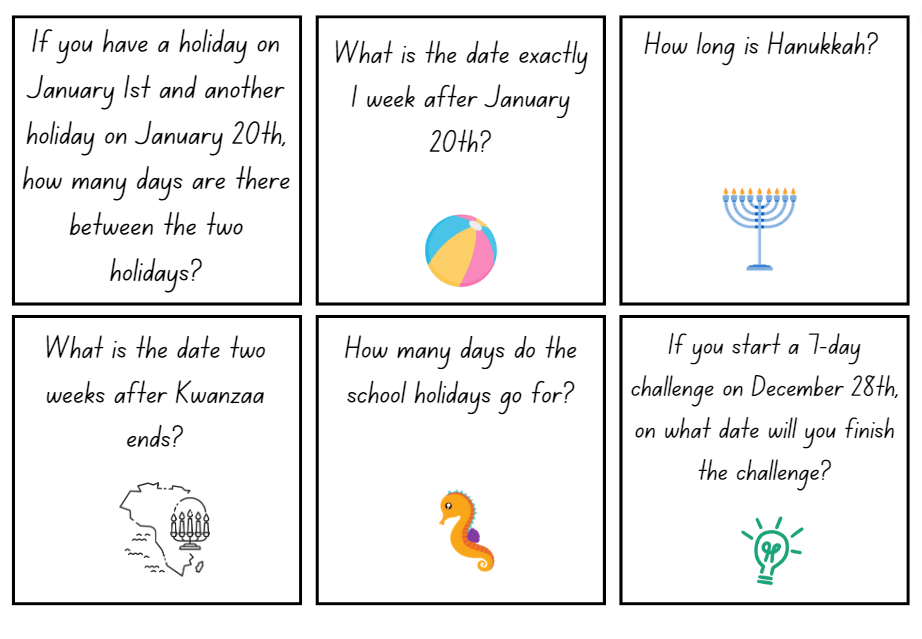 If you have a holiday on
January 1st and another
holiday on January 20th,
how many days are there
between the two
holidays?
What is the date exactly
1 week after January
20th?
How long is Hanukkah?
What is the date two
weeks after Kwanzaa
ends?
How many days do the
school holidays go for?
If you start a 7-day
challenge on December 28th,
on what date will you finish
the challenge?